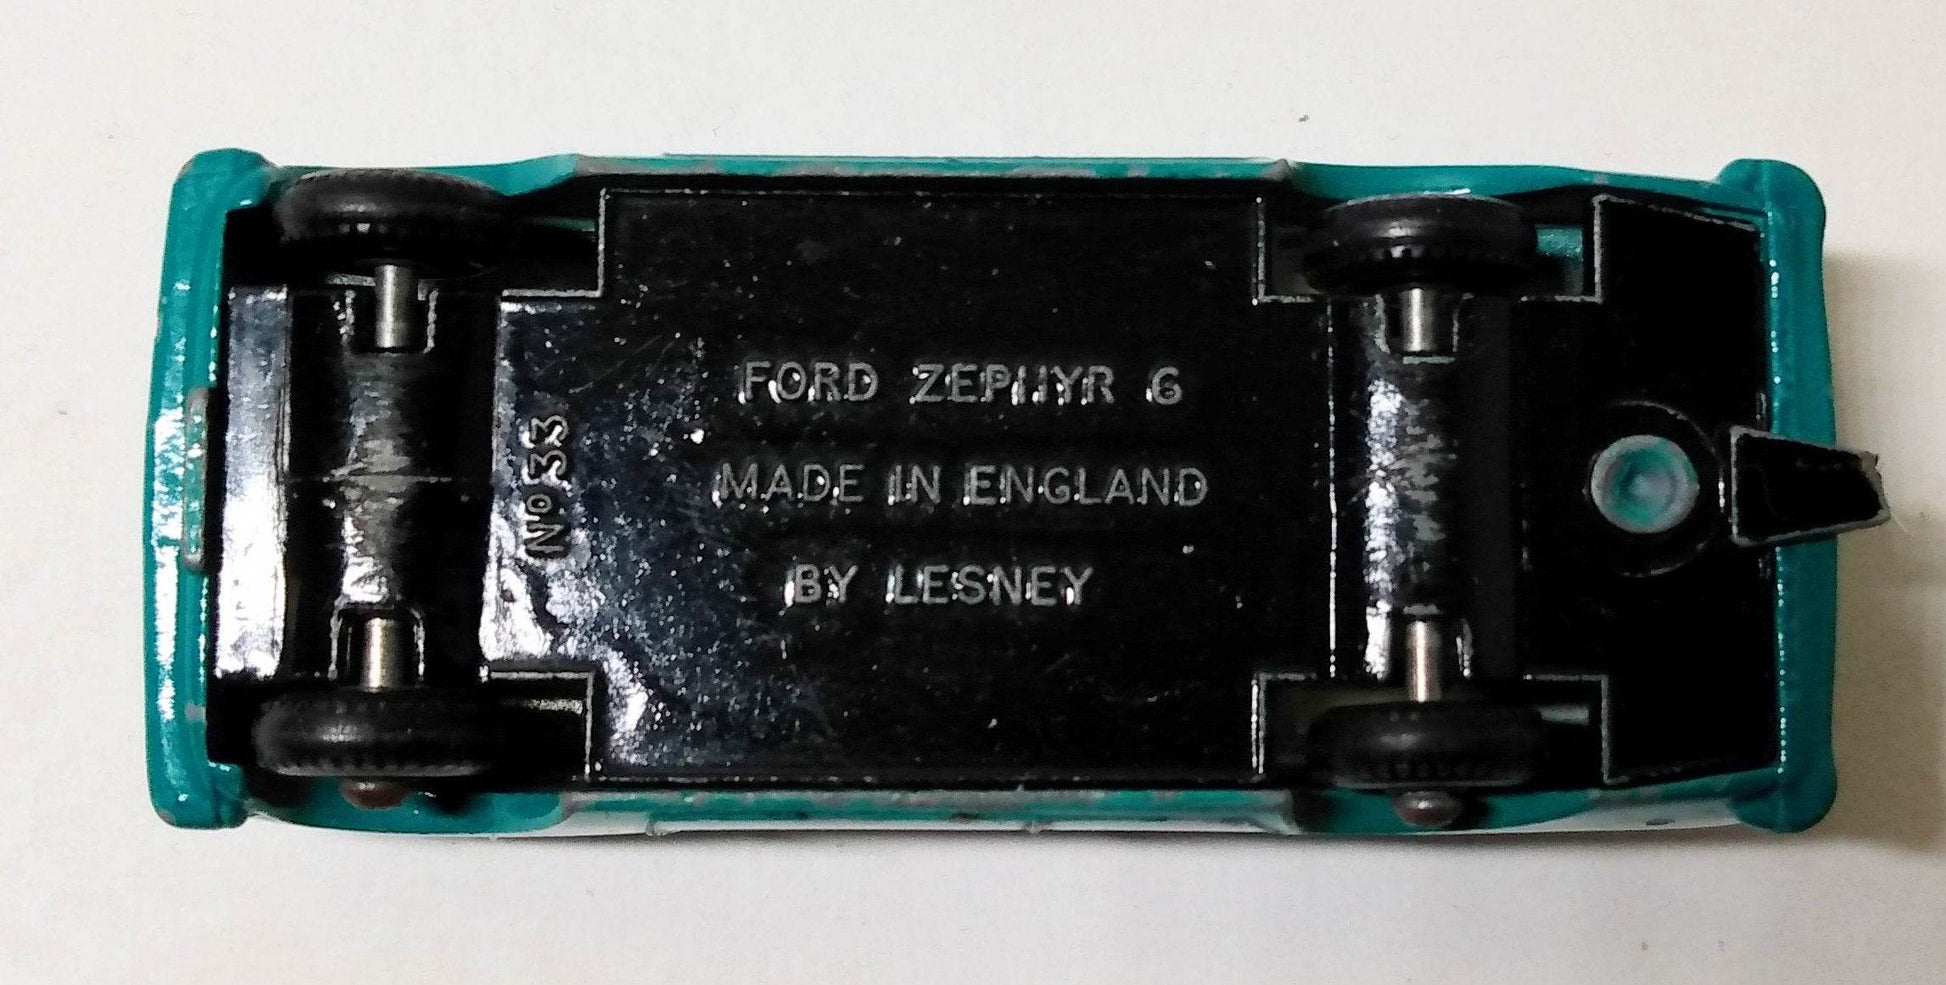 FORD ZEPHYR 6
MADE IN ENGLAND
BY LESNEY
No 33